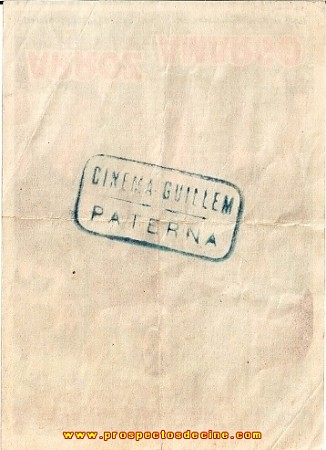 CINEMA GUILLEM
PATERNA
www.prospectosdecine.com